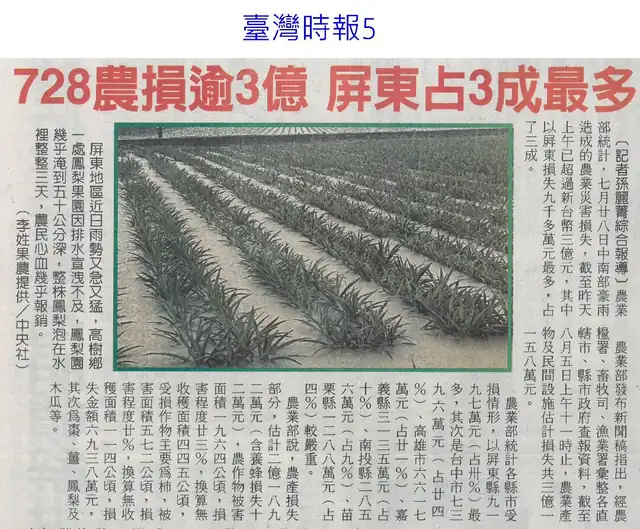 臺灣時報5
728農損逾3億 屏東占3成最多
〔記者孫麗菁綜合報導〕農業
部統計，七月廿八日中南部豪雨
造成的農業災害損失，截至昨天
上午已超過新台幣三億元，其中
以屏東損失九千多萬元最多，占
了三成。
農業部發布新聞稿指出，經農
糧署、畜牧司、漁業署彙整各直
轄市、縣市政府查報資料，截至
八月五日上午十一時止，農業產
物及民間設施估計損失共三億一
一五八萬元。
農業部統計各縣市受
損情形，以屏東縣九一
九七萬元（占卅%）最
多，其次是台中市七三
九六萬元（占廿四
%）、高雄市六六一七
萬元（占廿一%）、嘉
義縣三一三五萬元（占
十%）、南投縣二八五
六萬元（占九%）、苗
栗縣一二八八萬元（占
四%）較嚴重。
農業部說，農產損失
部分，估計三億一八九
二萬元（含養蜂損失十
二萬元），農作物被害
面積一九六四公頃，損
害程度廿三%，換算無
收穫面積四四五公頃，
受損作物主要為柿，被
害面積五七二公頃，損
害程度廿%，換算無收
穫面積一一四公頃，損
失金額六九三八萬元，
其次為棗、薑、鳳梨及
木瓜等。
屏東地區近日雨勢又急又猛，高樹鄉
一處鳳梨果園因排水宣洩不及，鳳梨園
幾乎淹到五十公分深，整株鳳梨泡在水
裡整整三天，農民心血幾乎報銷。
（李姓果農提供／中央社）